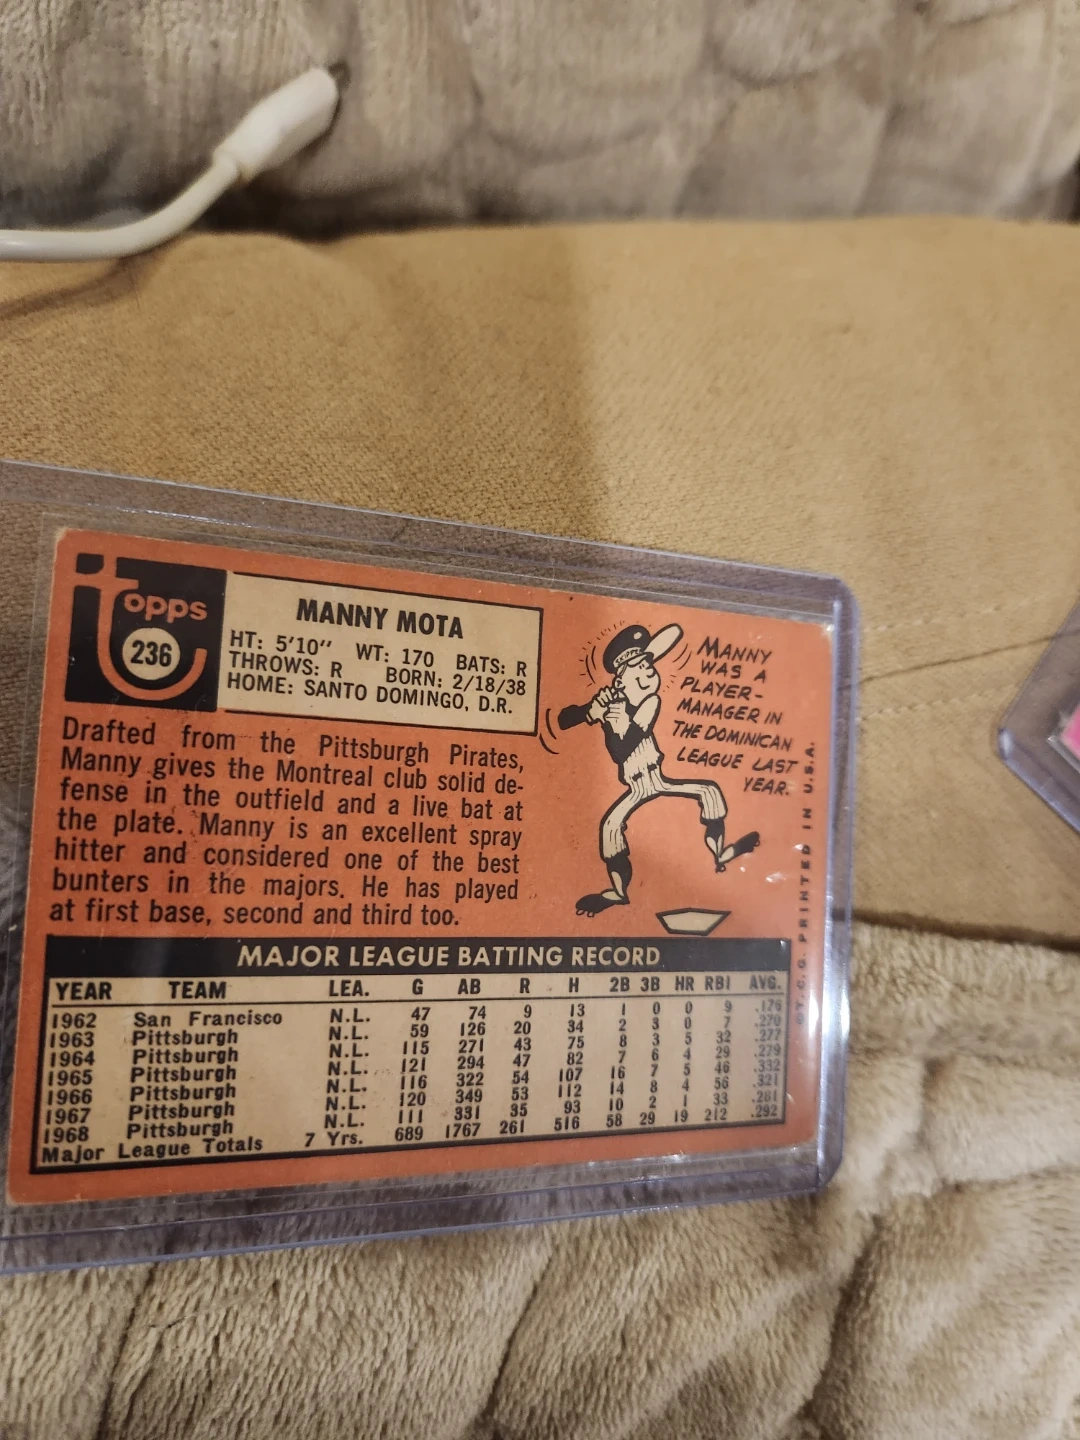 Topps
236
MANNY MOTA
HT: 5'10" WT: 170 BATS: R
THROWS: R BORN: 2/18/38
HOME: SANTO DOMINGO, D.R.
Drafted from the Pittsburgh Pirates,
Manny gives the Montreal club solid de-
fense in the outfield and a live bat at
the plate. Manny is an excellent spray
hitter and considered one of the best
bunters in the majors. He has played
at first base, second and third too.
SKIPPER
MANNY
WAS A
PLAYER-
MANAGER IN
THE DOMINICAN
LEAGUE LAST
YEAR.
©T.C.G. PRINTED IN U.S.A.
MAJOR LEAGUE BATTING RECORD
YEAR TEAM LEA. G AB R H 2B 3B HR RBI AVG.
1962 San Francisco N.L. 47 74 9 13 1 0 0 9 .176
1963 Pittsburgh N.L. 59 126 20 34 2 3 0 7 .270
1964 Pittsburgh N.L. 115 271 43 75 8 3 5 32 .277
1965 Pittsburgh N.L. 121 294 47 82 7 6 4 29 .279
1966 Pittsburgh N.L. 116 322 54 107 16 7 5 46 .332
1967 Pittsburgh N.L. 120 349 53 112 14 8 4 56 .321
1968 Pittsburgh N.L. 111 331 35 93 10 2 1 33 .281
Major League Totals 7 Yrs. 689 1767 261 516 58 29 19 212 .292